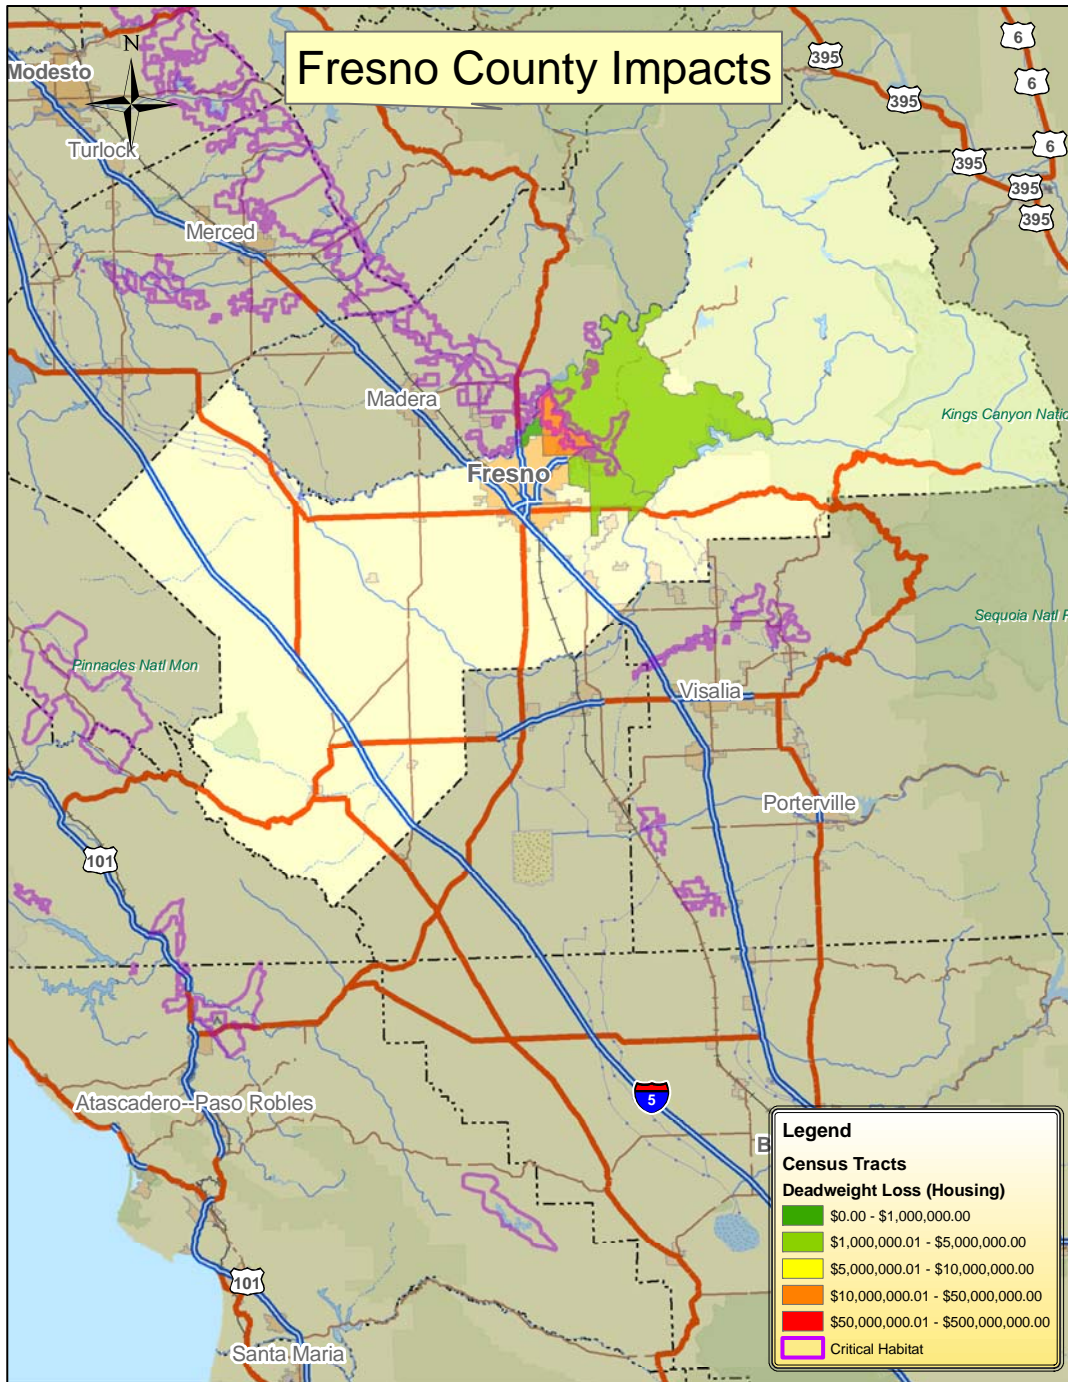 Fresno County Impacts
N
Modesto
Turlock
Merced
Madera
Fresno
395
395
395
395
395
6
6
6
Kings Canyon Natio
Sequoia Natl P
Pinnacles Natl Mon
Visalia
Porterville
101
Atascadero--Paso Robles
5
B
101
Santa Maria
Legend
Census Tracts
Deadweight Loss (Housing)
$0.00 - $1,000,000.00
$1,000,000.01 - $5,000,000.00
$5,000,000.01 - $10,000,000.00
$10,000,000.01 - $50,000,000.00
$50,000,000.01 - $500,000,000.00
Critical Habitat